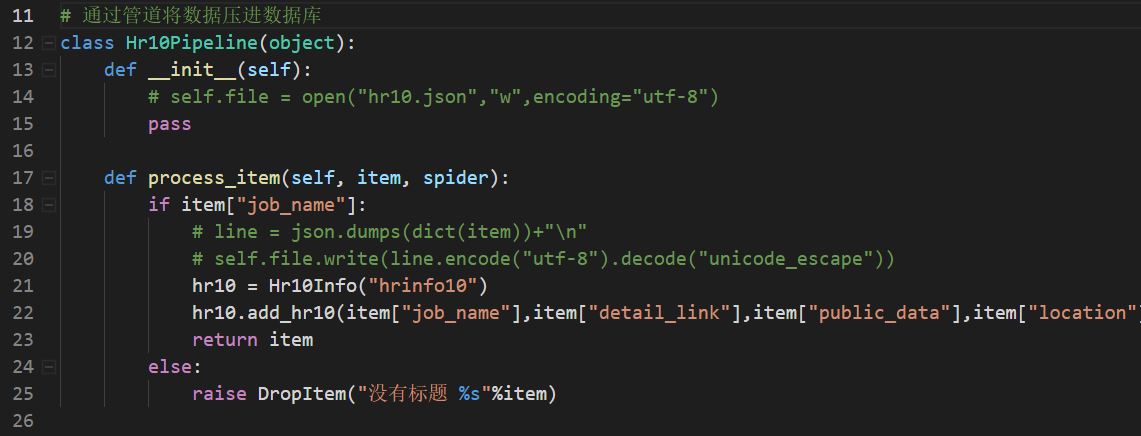 11 # 通过管道将数据压进数据库
12 class Hr10Pipeline(object):
13     def __init__(self):
14         # self.file = open("hr10.json","w",encoding="utf-8")
15         pass
16
17     def process_item(self, item, spider):
18         if item["job_name"]:
19             # line = json.dumps(dict(item))+"\n"
20             # self.file.write(line.encode("utf-8").decode("unicode_escape"))
21             hr10 = Hr10Info("hrinfo10")
22             hr10.add_hr10(item["job_name"],item["detail_link"],item["public_data"],item["location"]
23             return item
24         else:
25             raise DropItem("没有标题 %s"%item)
26